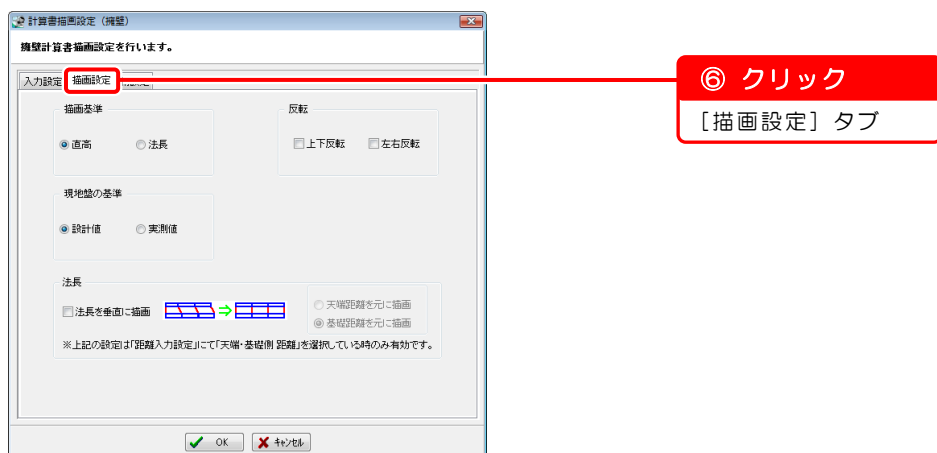 計算書描画設定（擁壁）
擁壁計算書描画設定を行います。
入力設定 描画設定
描画基準
直高 法長
反転
上下反転 左右反転
現地盤の基準
設計値 実測値
法長
法長を垂直に描画
天端距離を元に描画
基礎距離を元に描画
※上記の設定は「距離入力設定」にて「天端・基礎側 距離」を選択している時のみ有効です。
OK キャンセル
⑥ クリック
[描画設定] タブ